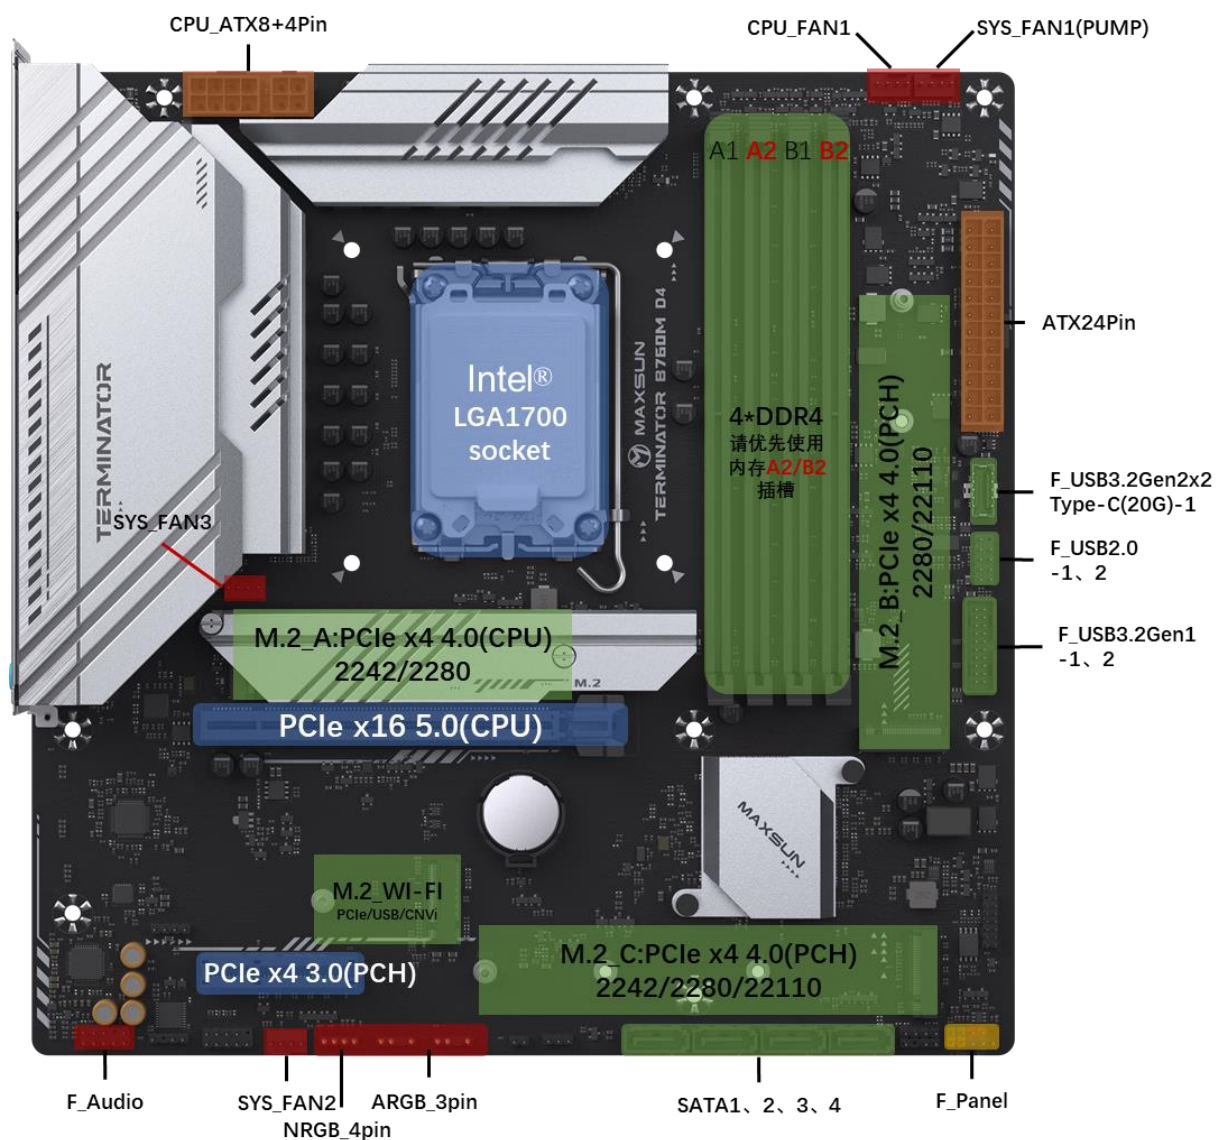 CPU_ATX8+4Pin
CPU_FAN1
SYS_FAN1(PUMP)
A1 A2 B1 B2
ATX24Pin
Intel®
LGA1700
socket
MAXSUN
TERMINATOR B760M D4
4*DDR4
请优先使用
内存A2/B2
插槽
M.2_B:PCIe x4 4.0(PCH)
2280/22110
TERMINATOR
SYS_FAN3
F_USB3.2Gen2x2
Type-C(20G)-1
F_USB2.0
-1、2
F_USB3.2Gen1
-1、2
M.2_A:PCIe x4 4.0(CPU)
2242/2280
M.2
PCIe x16 5.0(CPU)
MAXSUN
M.2_WI-FI
PCIe/USB/CNVi
PCIe x4 3.0(PCH)
M.2_C:PCIe x4 4.0(PCH)
2242/2280/22110
F_Audio
SYS_FAN2
NRGB_4pin
ARGB_3pin
SATA1、2、3、4
F_Panel